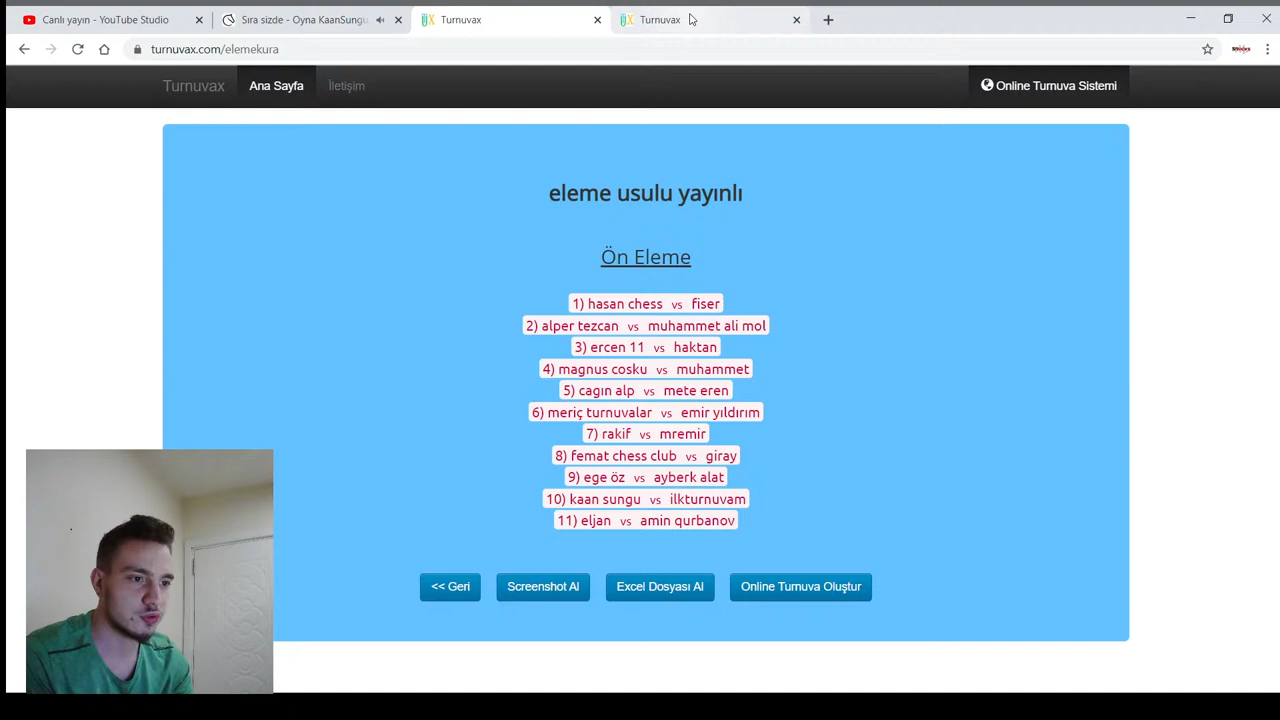 Canlı yayın - YouTube Studio
Sıra sizde - Oyna KaanSungu
Turnuvax
Turnuvax
turnuvax.com/elemekura
Turnuvax
Ana Sayfa
İletişim
Online Turnuva Sistemi
eleme usulu yayınlı
Ön Eleme
1) hasan chess vs fiser
2) alper tezcan vs muhammet ali mol
3) ercen 11 vs haktan
4) magnus cosku vs muhammet
5) cagın alp vs mete eren
6) meriç turnuvalar vs emir yıldırım
7) rakif vs mremir
8) femat chess club vs giray
9) ege öz vs ayberk alat
10) kaan sungu vs ilkturnuvam
11) eljan vs amin qurbanov
<< Geri
Screenshot Al
Excel Dosyası Al
Online Turnuva Oluştur